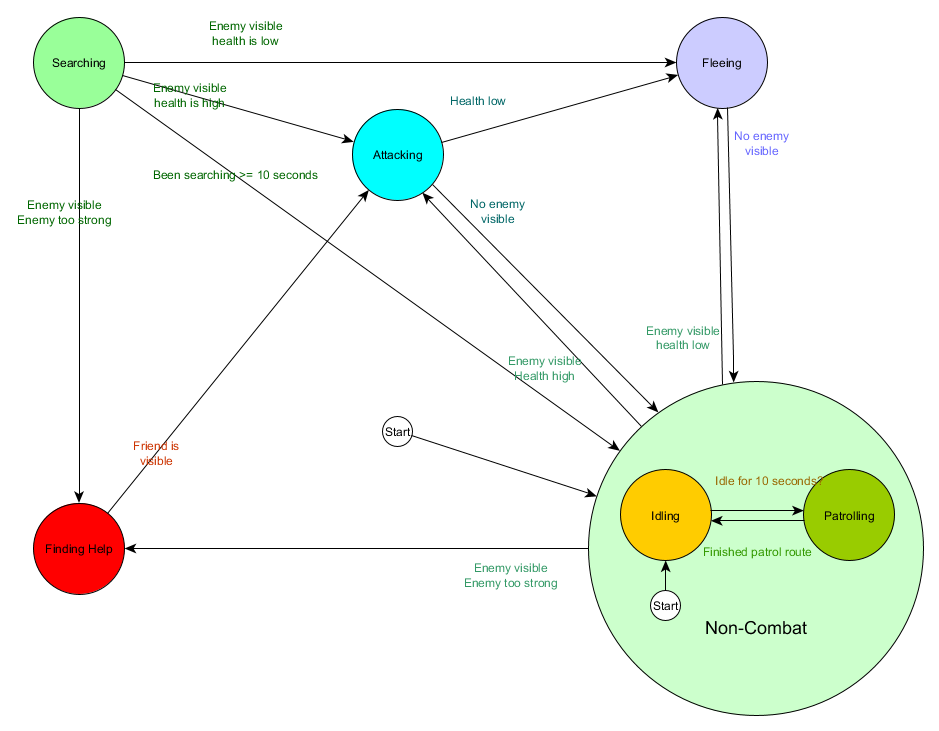 Enemy visible
health is low
Searching
Fleeing
Enemy visible
health is high
Health low
No enemy
visible
Attacking
Been searching >= 10 seconds
Enemy visible
Enemy too strong
No enemy
visible
Enemy visible
health low
Enemy visible
Health high
Start
Friend is
visible
Idle for 10 seconds?
Idling
Patrolling
Finding Help
Finished patrol route
Enemy visible
Enemy too strong
Start
Non-Combat